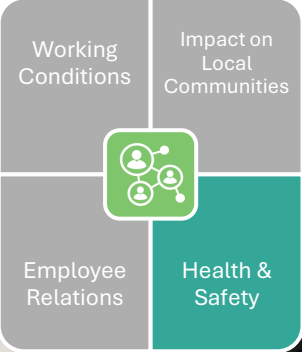 Working
Conditions
Impact on
Local
Communities
Employee
Relations
Health &
Safety